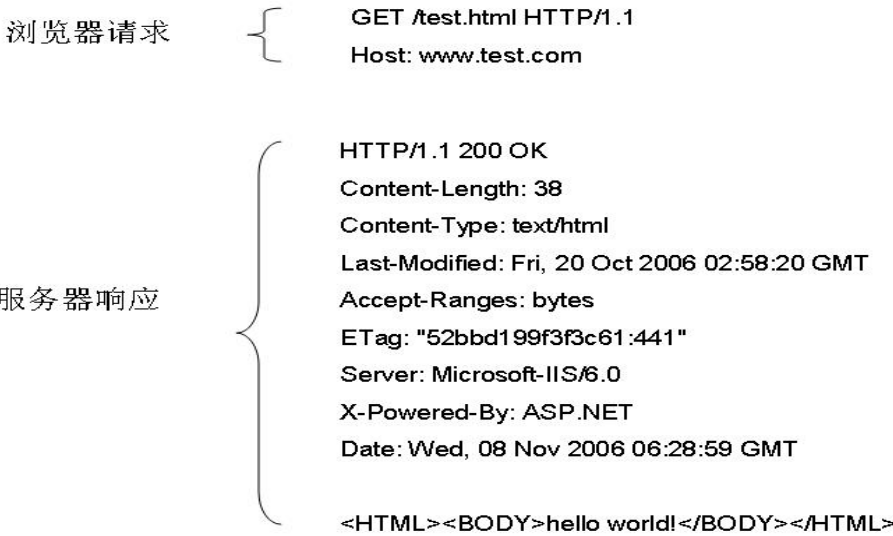 浏览器请求
GET /test.html HTTP/1.1
Host: www.test.com
服务器响应
HTTP/1.1 200 OK
Content-Length: 38
Content-Type: text/html
Last-Modified: Fri, 20 Oct 2006 02:58:20 GMT
Accept-Ranges: bytes
ETag: "52bbd199f3f3c61:441"
Server: Microsoft-IIS/6.0
X-Powered-By: ASP.NET
Date: Wed, 08 Nov 2006 06:28:59 GMT
<HTML><BODY>hello world!</BODY></HTML>